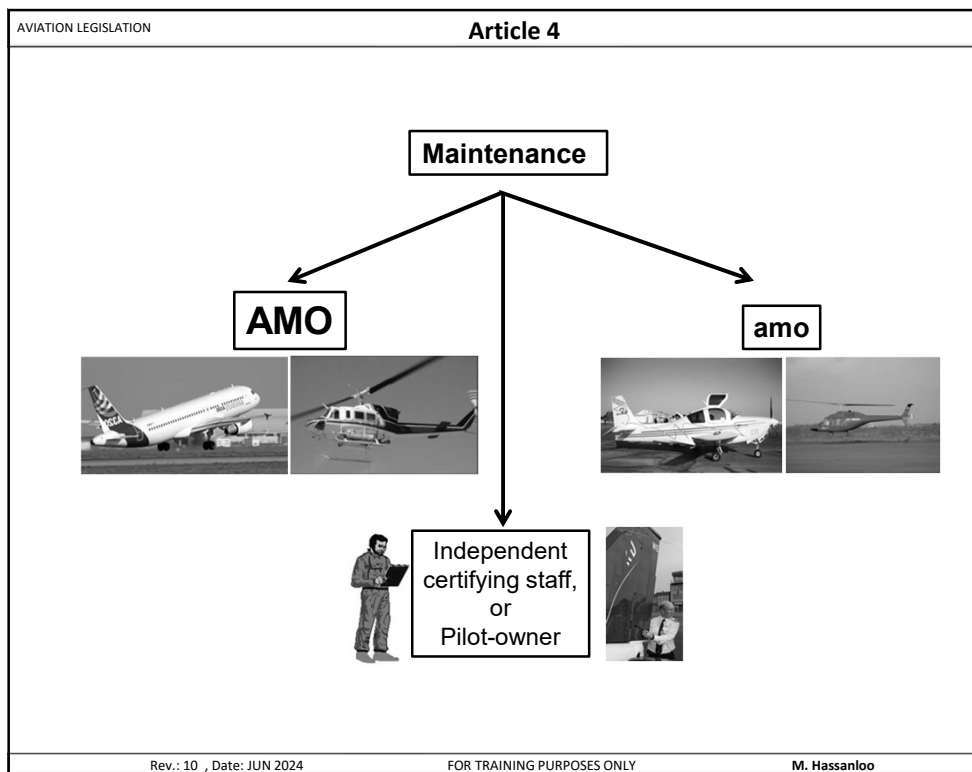 AVIATION LEGISLATION
Article 4
Maintenance
AMO
amo
Independent
certifying staff,
or
Pilot-owner
Rev.: 10 , Date: JUN 2024
FOR TRAINING PURPOSES ONLY
M. Hassanloo